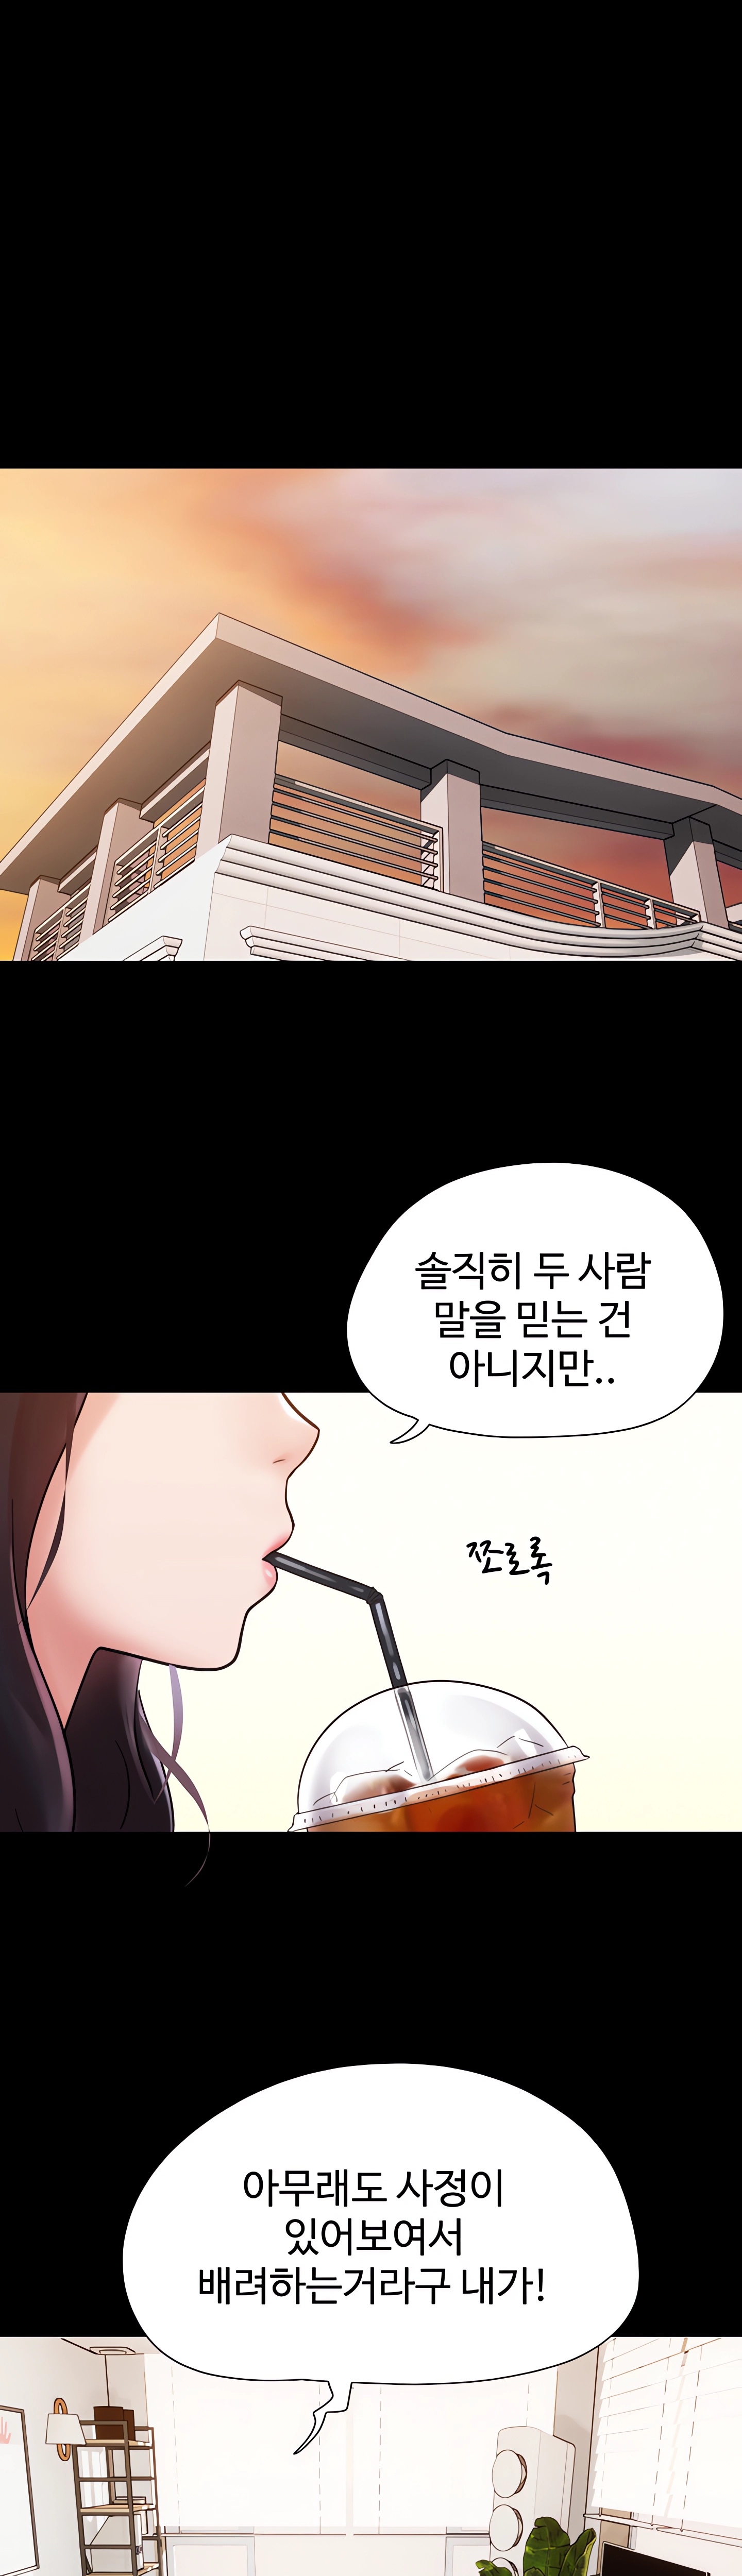 솔직히 두 사람
말을 믿는 건
아니지만..
쪼로록
아무래도 사정이
있어보여서
배려하는거라구 내가!